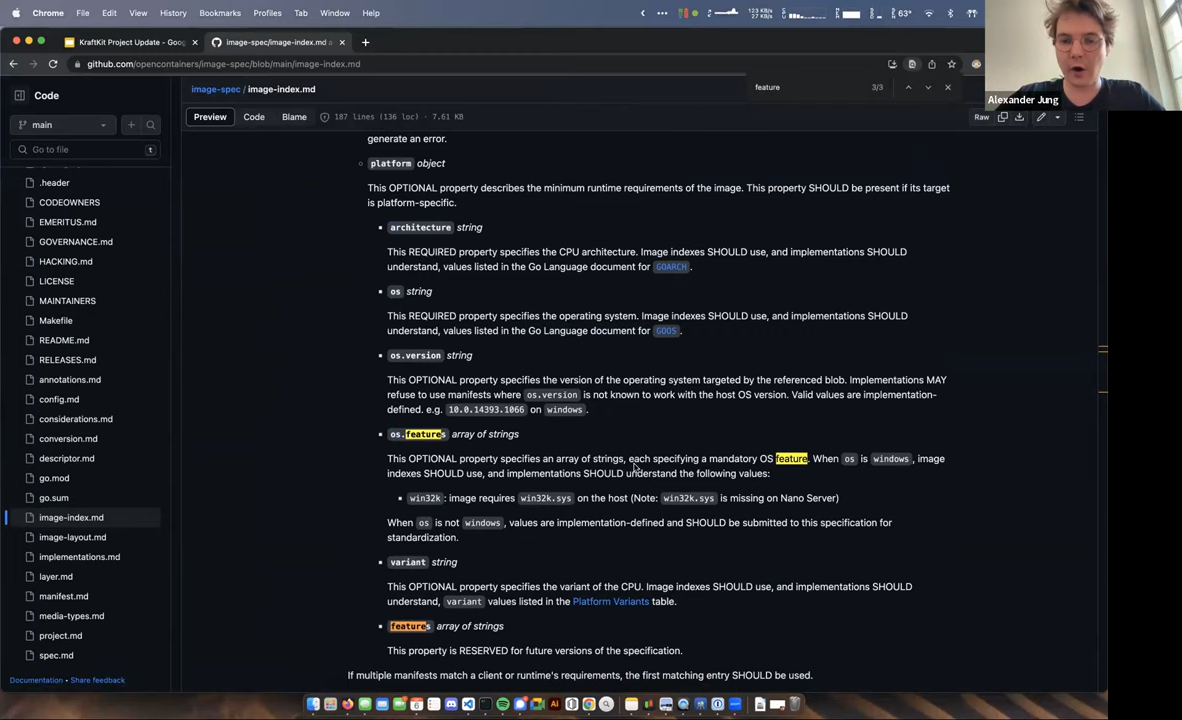 Chrome File Edit View History Bookmarks Profiles Tab Window Help
123 KB
27 KB
63°
KraftKit Project Update - Goog
image-spec/image-index.md a
github.com/opencontainers/image-spec/blob/main/image-index.md
Alexander Jung
Code
image-spec / image-index.md
feature 3/3
main
Preview Code Blame 187 lines (136 loc) · 7.61 KB
Raw
Go to file t
.header
CODEOWNERS
EMERITUS.md
GOVERNANCE.md
HACKING.md
LICENSE
MAINTAINERS
Makefile
README.md
RELEASES.md
annotations.md
config.md
considerations.md
conversion.md
descriptor.md
go.mod
go.sum
image-index.md
image-layout.md
implementations.md
layer.md
manifest.md
media-types.md
project.md
spec.md
Documentation · Share feedback
generate an error.
platform object
This OPTIONAL property describes the minimum runtime requirements of the image. This property SHOULD be present if its target
is platform-specific.
architecture string
This REQUIRED property specifies the CPU architecture. Image indexes SHOULD use, and implementations SHOULD
understand, values listed in the Go Language document for GOARCH.
os string
This REQUIRED property specifies the operating system. Image indexes SHOULD use, and implementations SHOULD
understand, values listed in the Go Language document for GOOS.
os.version string
This OPTIONAL property specifies the version of the operating system targeted by the referenced blob. Implementations MAY
refuse to use manifests where os.version is not known to work with the host OS version. Valid values are implementation-
defined. e.g. 10.0.14393.1066 on windows.
os.features array of strings
This OPTIONAL property specifies an array of strings, each specifying a mandatory OS feature. When os is windows, image
indexes SHOULD use, and implementations SHOULD understand the following values:
win32k: image requires win32k.sys on the host (Note: win32k.sys is missing on Nano Server)
When os is not windows, values are implementation-defined and SHOULD be submitted to this specification for
standardization.
variant string
This OPTIONAL property specifies the variant of the CPU. Image indexes SHOULD use, and implementations SHOULD
understand, variant values listed in the Platform Variants table.
features array of strings
This property is RESERVED for future versions of the specification.
If multiple manifests match a client or runtime's requirements, the first matching entry SHOULD be used.